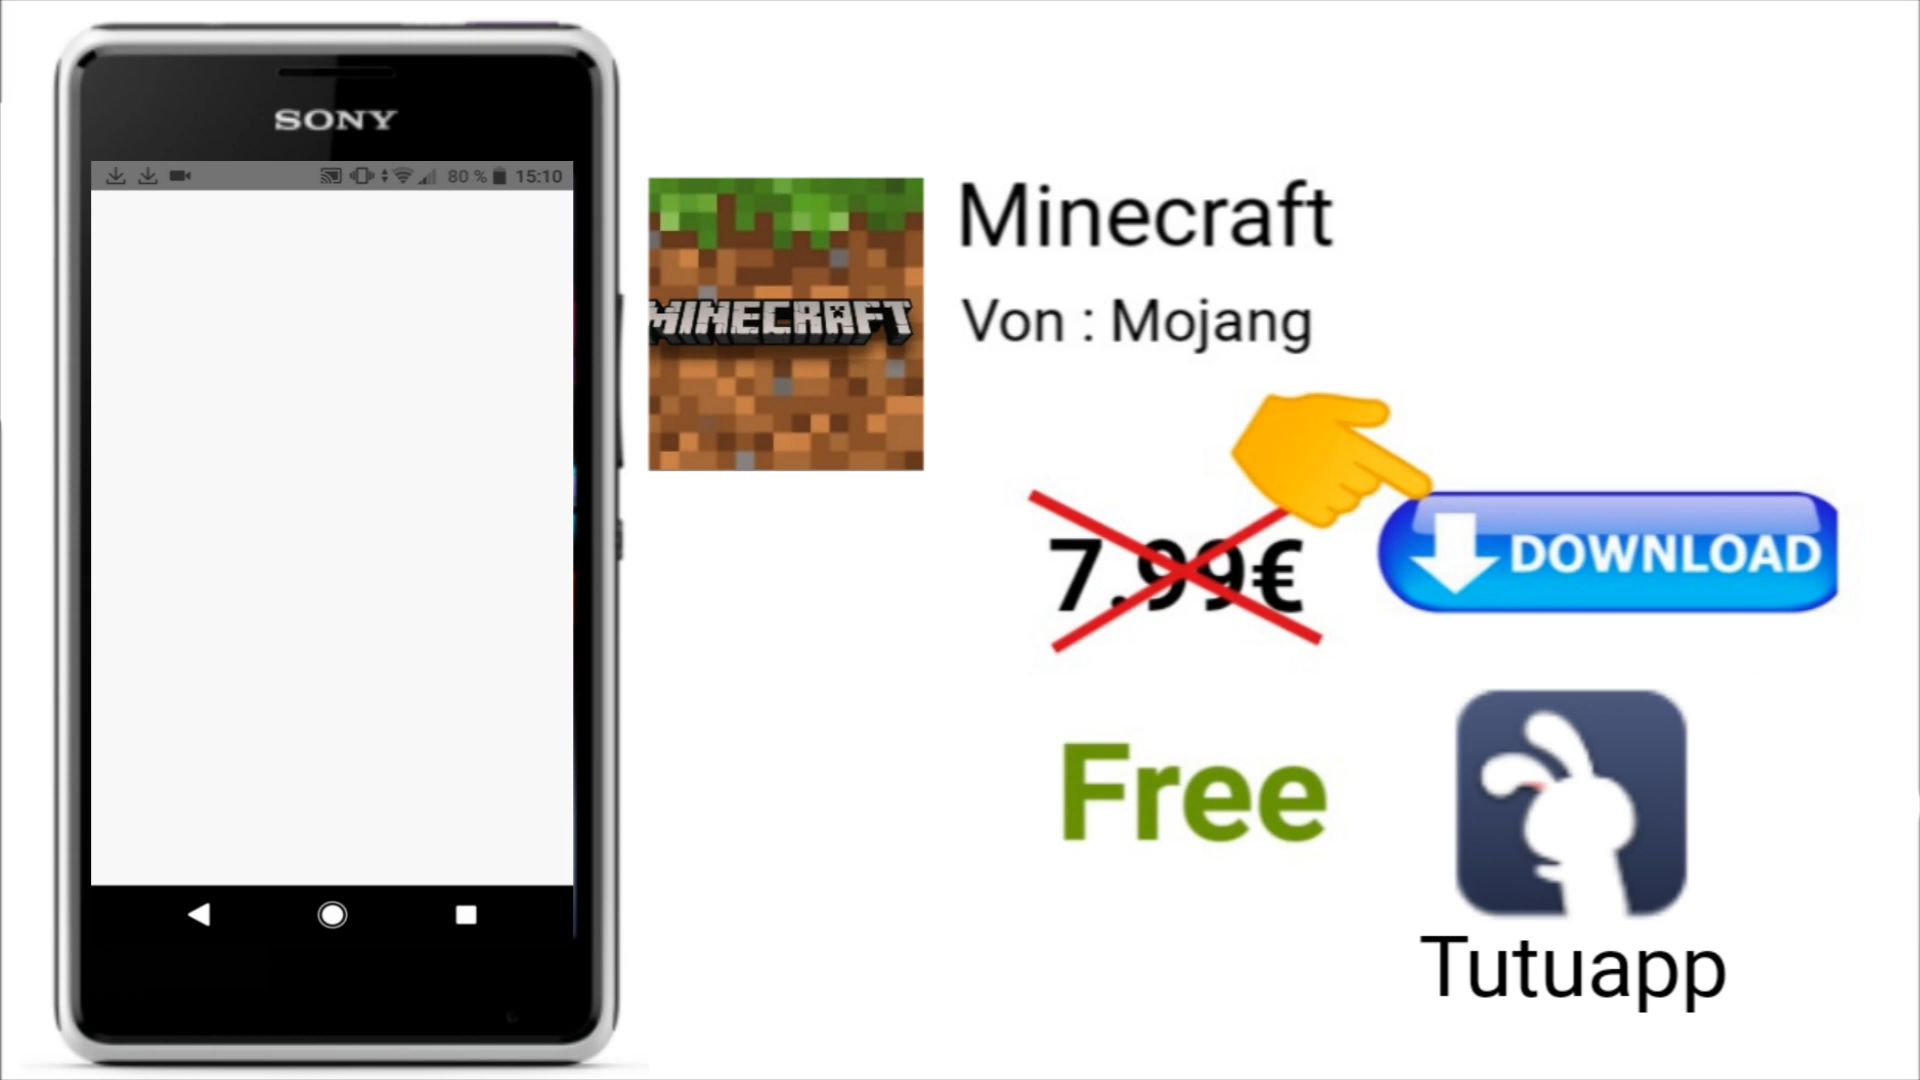 SONY
80 % 15:10
MINECRAFT
Minecraft
Von : Mojang
7.99€
DOWNLOAD
Free
Tutuapp